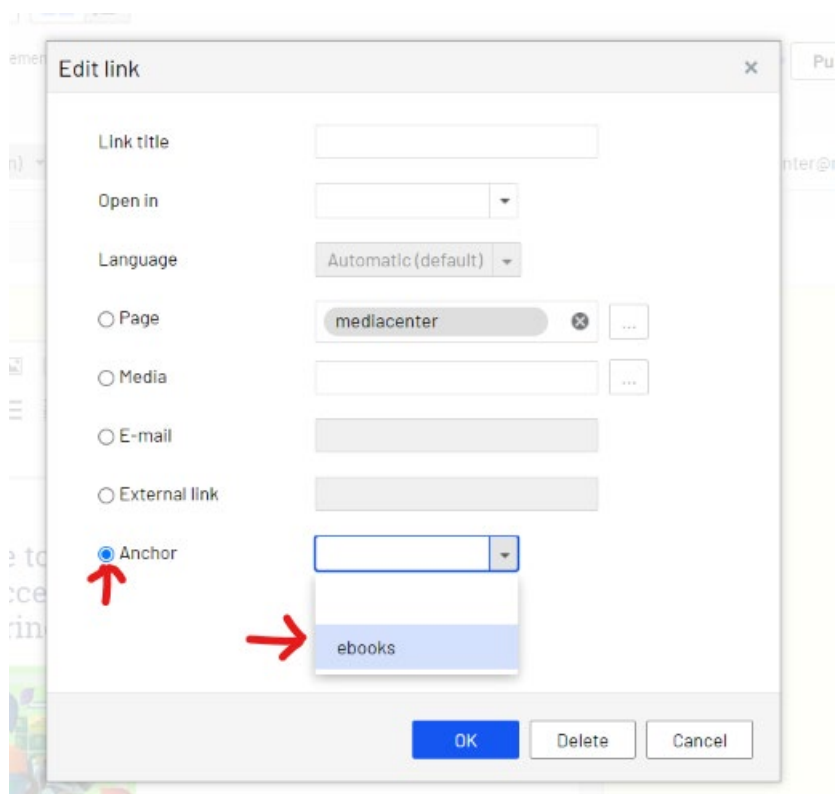 Edit link
Pu
Link title
Open in
Language
Automatic (default)
Page
mediacenter
...
Media
...
E-mail
External link
Anchor
ebooks
OK
Delete
Cancel